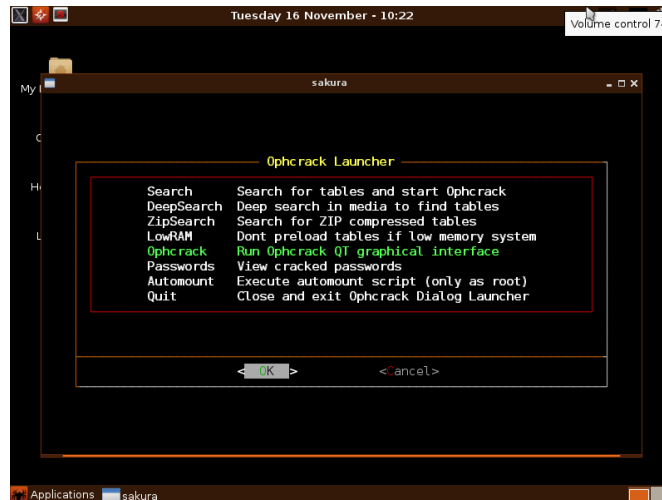 Tuesday 16 November - 10:22
Volume control 7
sakura
My
Ophcrack Launcher
Search Search for tables and start Ophcrack
DeepSearch Deep search in media to find tables
ZipSearch Search for ZIP compressed tables
LowRAM Dont preload tables if low memory system
Ophcrack Run Ophcrack QT graphical interface
Passwords View cracked passwords
Automount Execute automount script (only as root)
Quit Close and exit Ophcrack Dialog Launcher
< OK > <Cancel>
Applications sakura